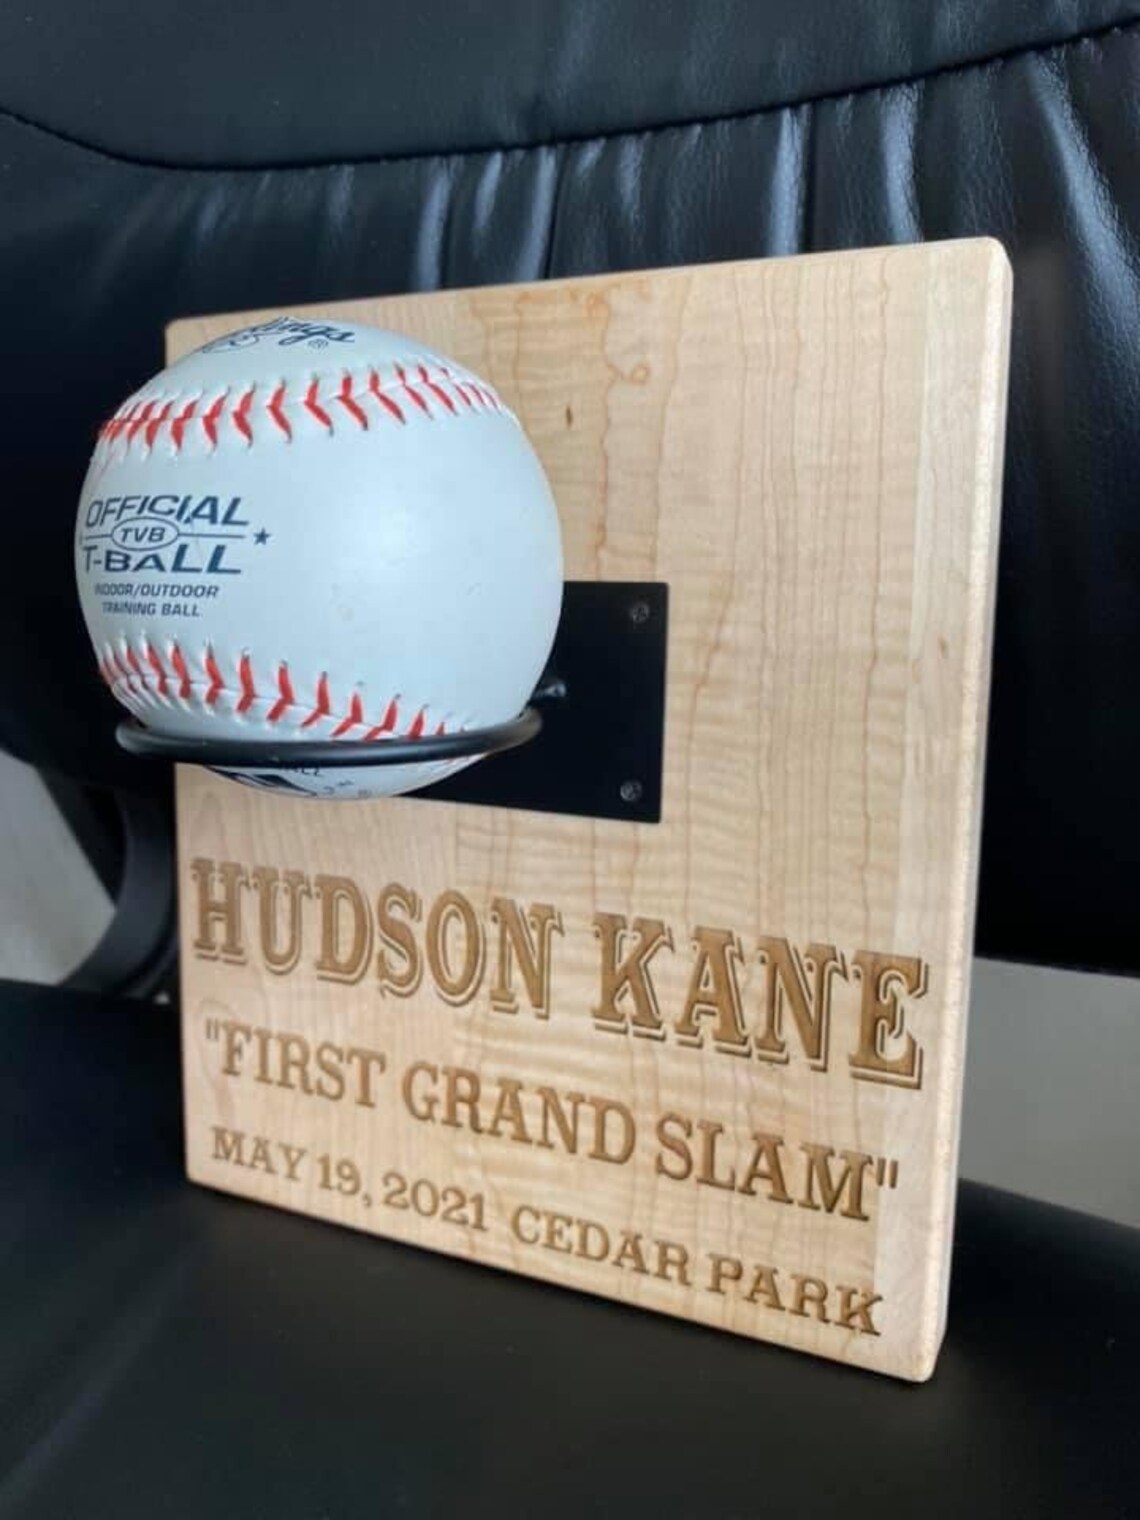 OFFICIAL
TVB
T-BALL
INDOOR/OUTDOOR
TRAINING BALL
HUDSON KANE
"FIRST GRAND SLAM"
MAY 19, 2021 CEDAR PARK